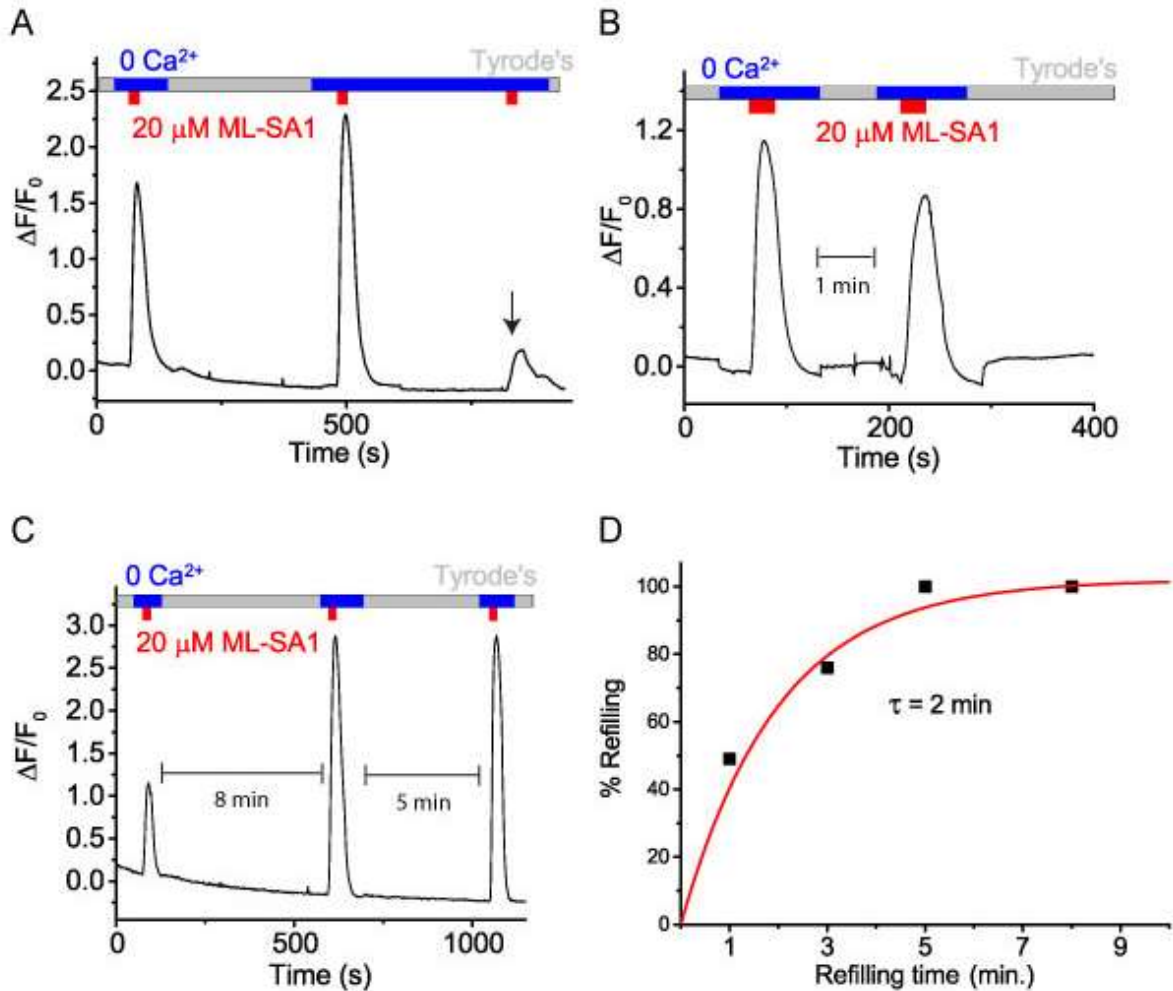 A
0 Ca²⁺
Tyrode's
20 μM ML-SA1
2.5
2.0
1.5
1.0
0.5
0.0
ΔF/F₀
0
500
Time (s)
B
0 Ca²⁺
Tyrode's
20 μM ML-SA1
1.2
0.8
0.4
0.0
ΔF/F₀
1 min
0
200
400
Time (s)
C
0 Ca²⁺
Tyrode's
20 μM ML-SA1
3.0
2.5
2.0
1.5
1.0
0.5
0.0
ΔF/F₀
8 min
5 min
0
500
1000
Time (s)
D
100
80
60
40
20
0
% Refilling
τ = 2 min
1
3
5
7
9
Refilling time (min.)